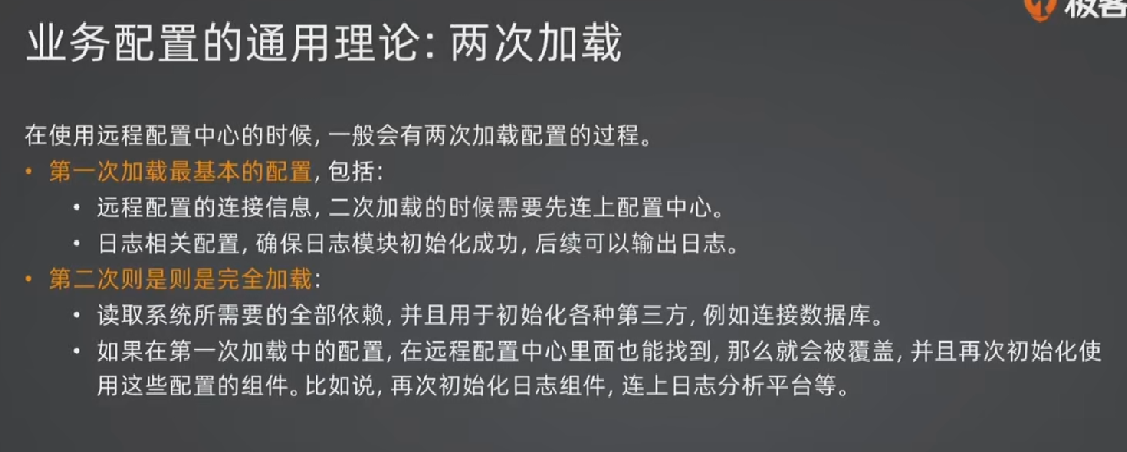 极客
业务配置的通用理论：两次加载
在使用远程配置中心的时候，一般会有两次加载配置的过程。
• 第一次加载最基本的配置，包括：
• 远程配置的连接信息，二次加载的时候需要先连上配置中心。
• 日志相关配置，确保日志模块初始化成功，后续可以输出日志。
• 第二次则是则是完全加载：
• 读取系统所需要的全部依赖，并且用于初始化各种第三方，例如连接数据库。
• 如果在第一次加载中的配置，在远程配置中心里面也能找到，那么就会被覆盖，并且再次初始化使
用这些配置的组件。比如说，再次初始化日志组件，连上日志分析平台等。